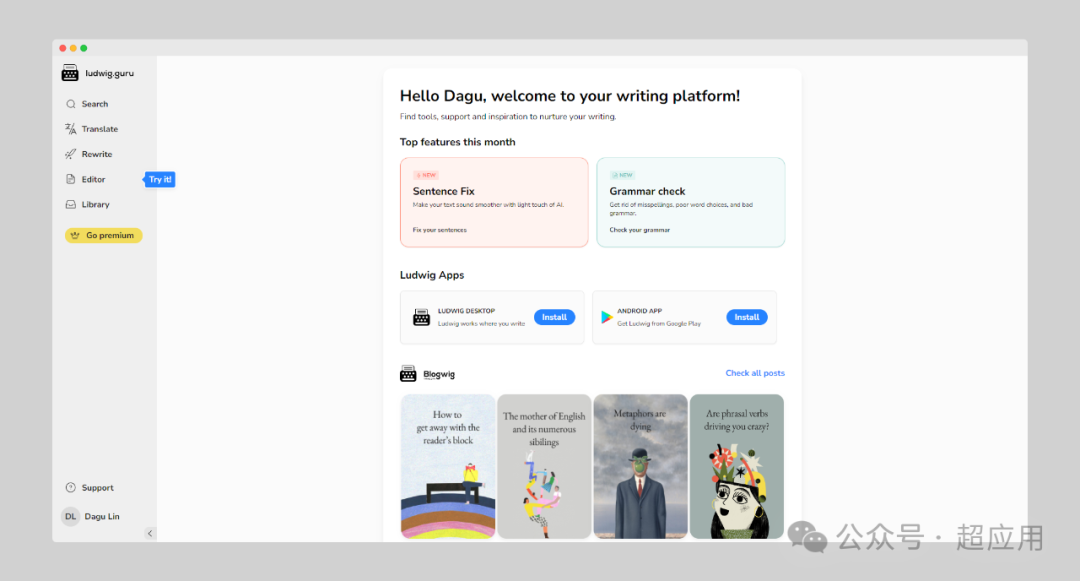 ludwig.guru
Search
Translate
Rewrite
Editor
Try it!
Library
Go premium
Support
DL
Dagu Lin
Hello Dagu, welcome to your writing platform!
Find tools, support and inspiration to nurture your writing.
Top features this month
NEW
Sentence Fix
Make your text sound smoother with light touch of AI.
Fix your sentences
NEW
Grammar check
Get rid of misspellings, poor word choices, and bad
grammar.
Check your grammar
Ludwig Apps
LUDWIG DESKTOP
Ludwig works where you write
Install
ANDROID APP
Get Ludwig from Google Play
Install
Blogwig
Check all posts
How to
get away with the
reader's block
The mother of English
and its numerous
sibilings
Metaphors are
dying
Are phrasal verbs
driving you crazy?
公众号 · 超应用